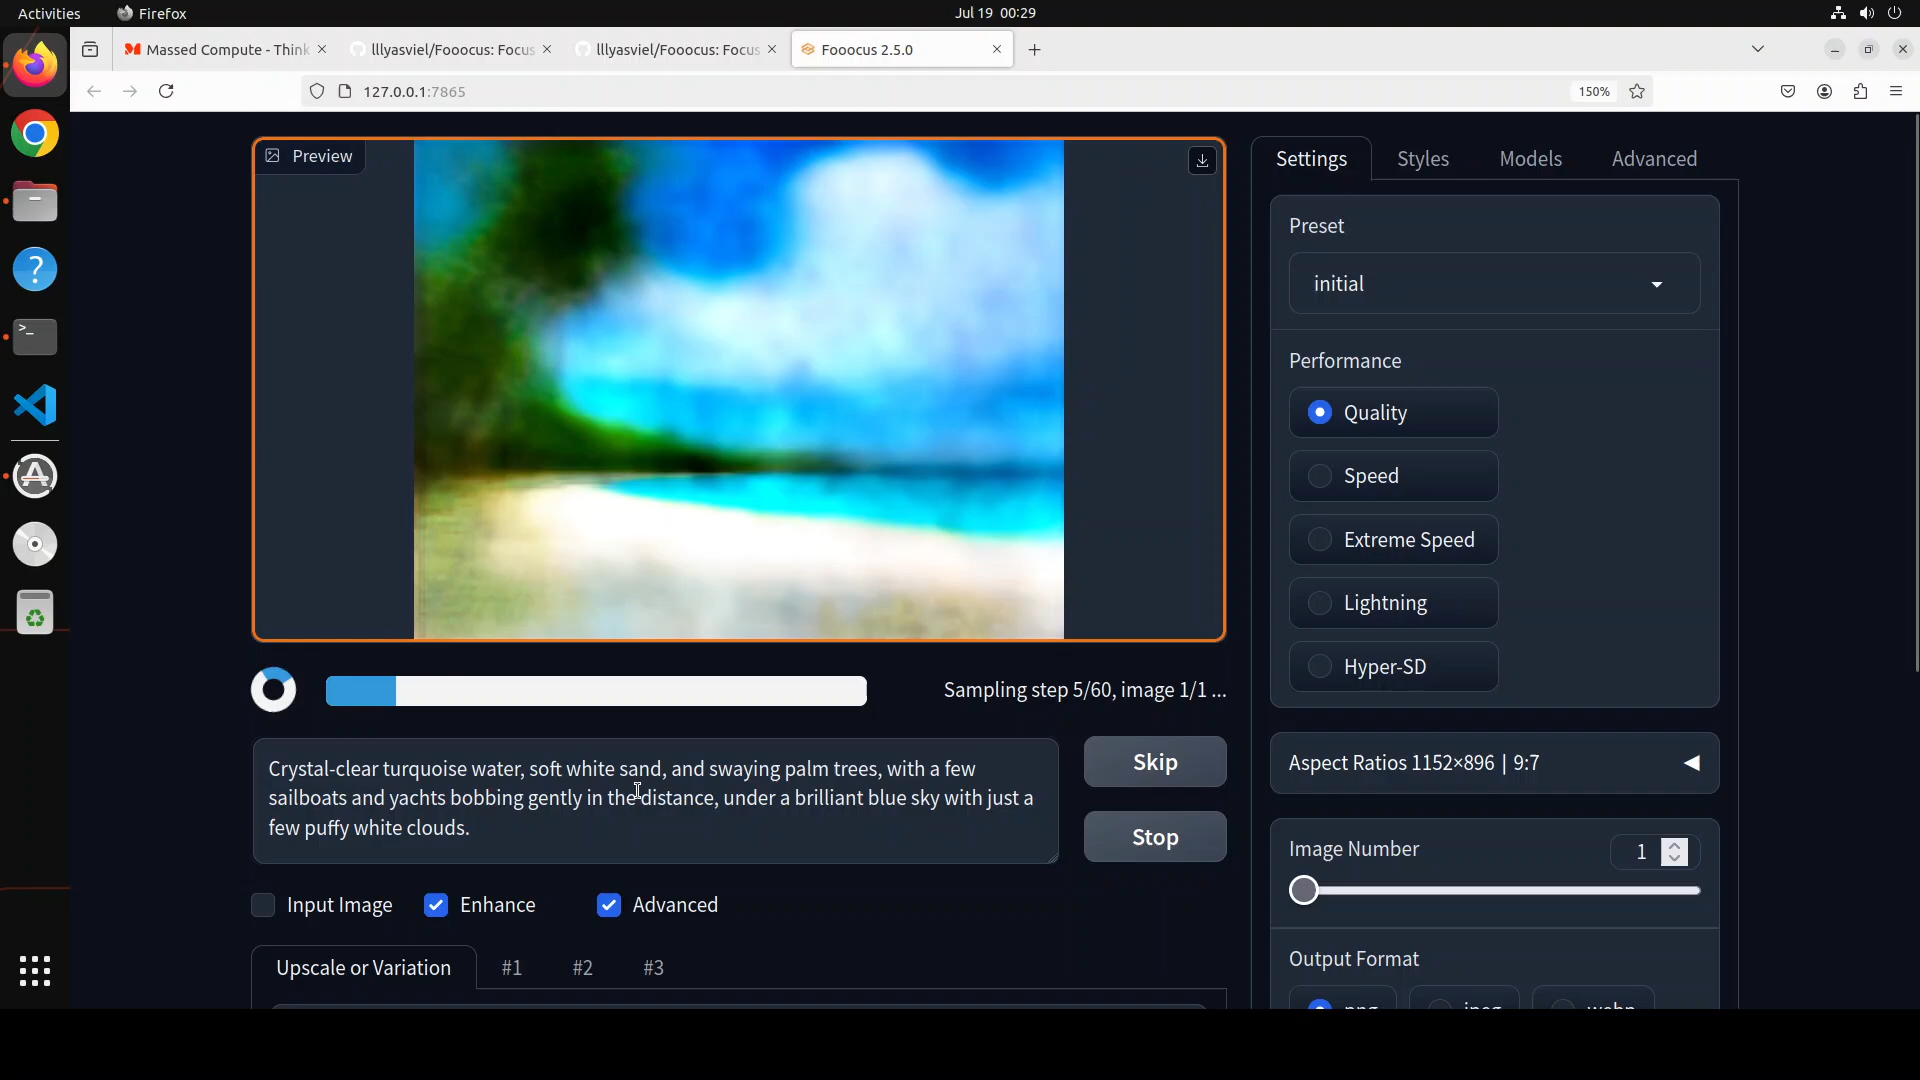 Activities
Firefox
Jul 19 00:29
Massed Compute - Think
lllyasviel/Fooocus: Focus
lllyasviel/Fooocus: Focus
Fooocus 2.5.0
127.0.0.1:7865
150%
Preview
Settings
Styles
Models
Advanced
Preset
initial
Performance
Quality
Speed
Extreme Speed
Lightning
Hyper-SD
Sampling step 5/60, image 1/1 ...
Crystal-clear turquoise water, soft white sand, and swaying palm trees, with a few
sailboats and yachts bobbing gently in the distance, under a brilliant blue sky with just a
few puffy white clouds.
Skip
Stop
Aspect Ratios 1152×896 | 9:7
Image Number
1
Input Image
Enhance
Advanced
Upscale or Variation
#1
#2
#3
Output Format
png
jpeg
webp